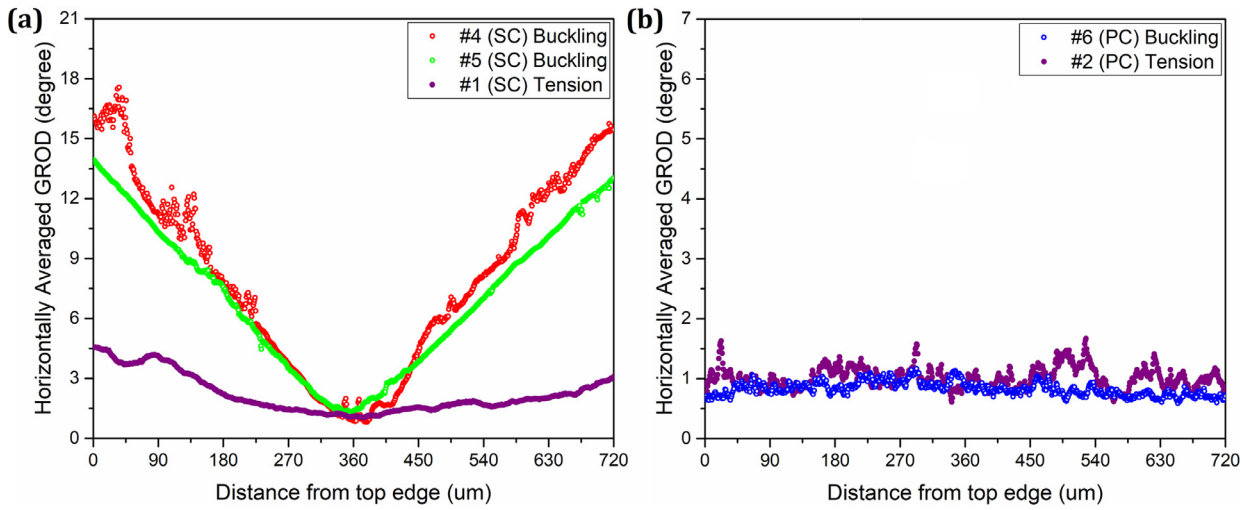 (a)
21
18
15
12
9
6
3
0
Horizontally Averaged GROD (degree)
#4 (SC) Buckling
#5 (SC) Buckling
#1 (SC) Tension
0 90 180 270 360 450 540 630 720
Distance from top edge (um)
(b)
7
6
5
4
3
2
1
0
Horizontally Averaged GROD (degree)
#6 (PC) Buckling
#2 (PC) Tension
0 90 180 270 360 450 540 630 720
Distance from top edge (um)